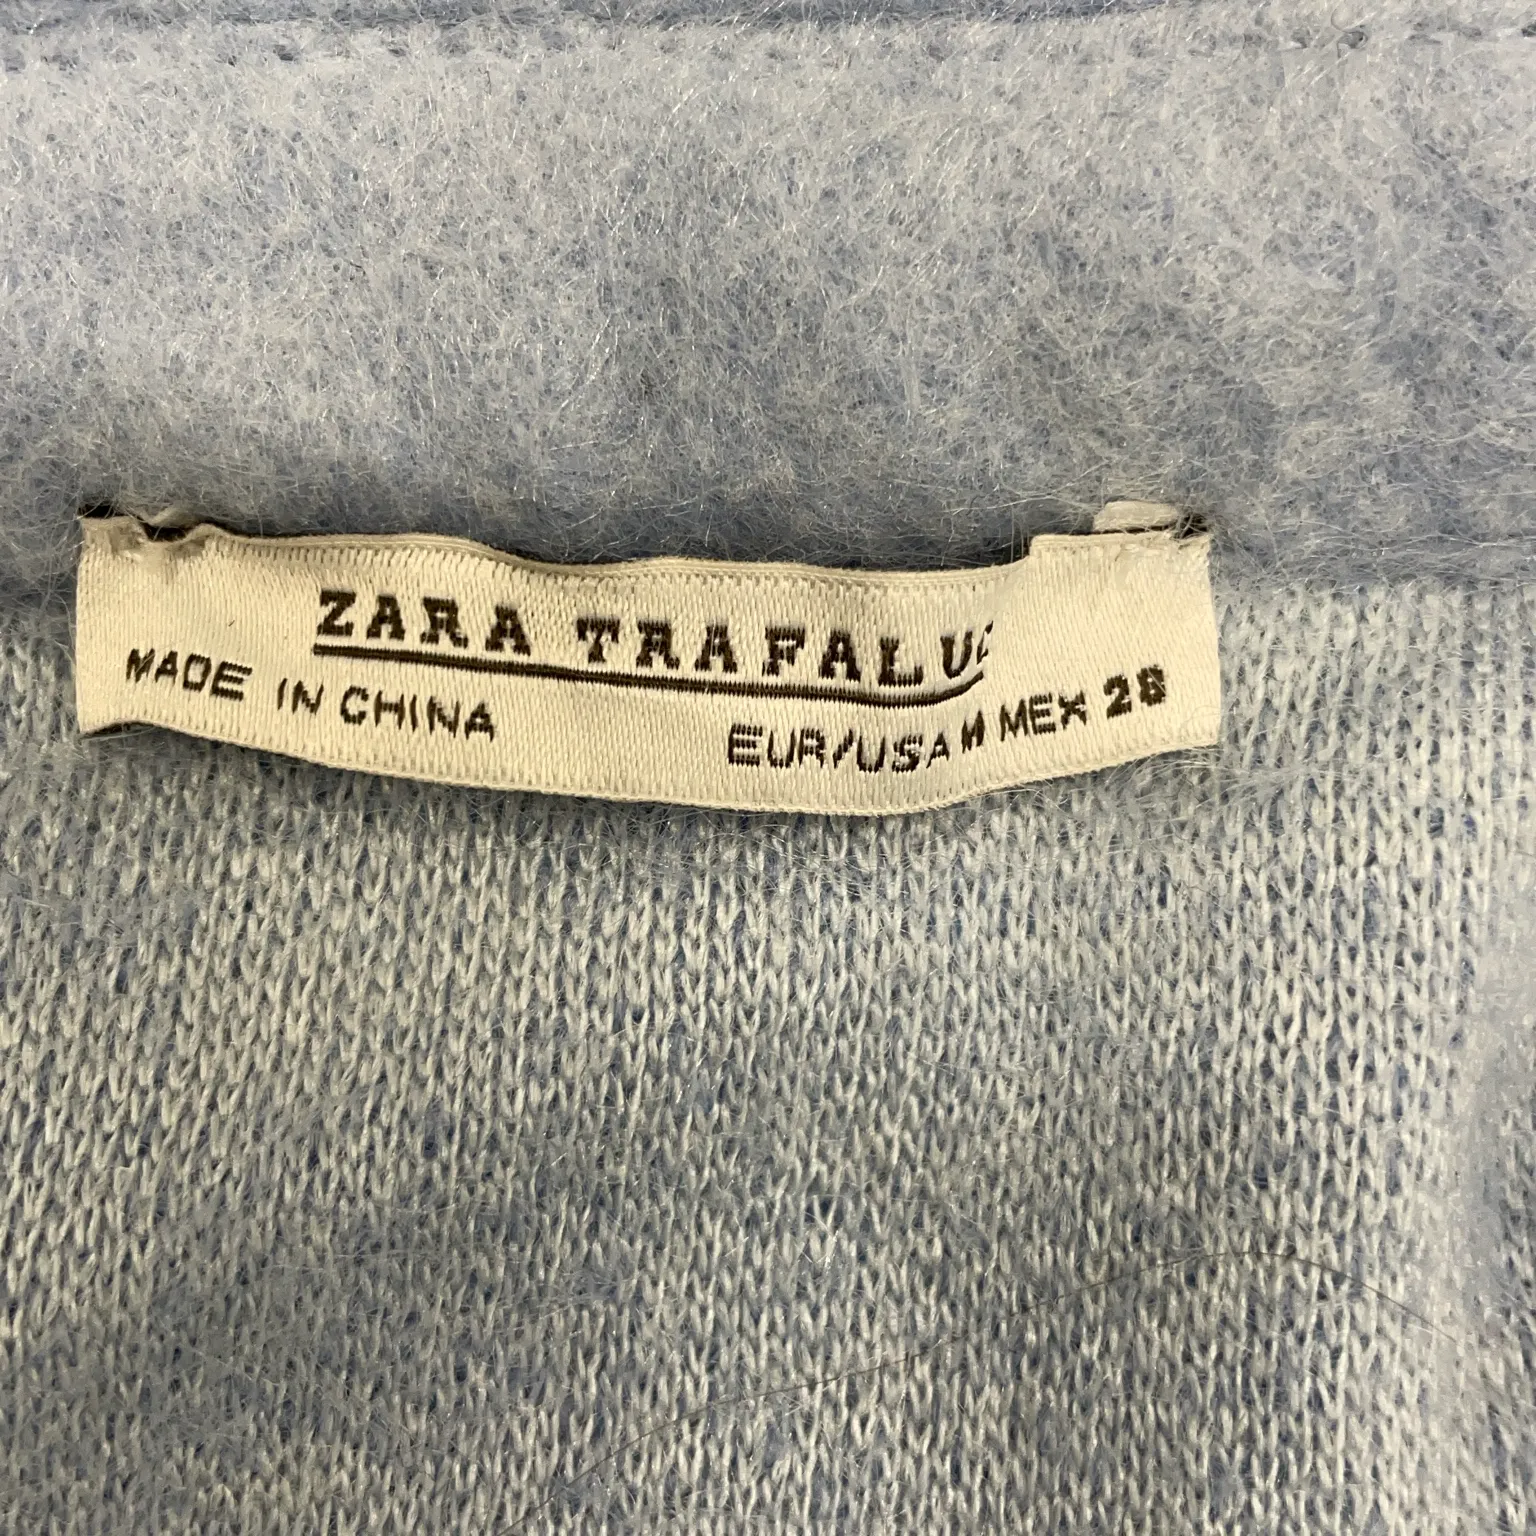 ZARA TRAFALUC
MADE IN CHINA EUR/USA M MEX 28